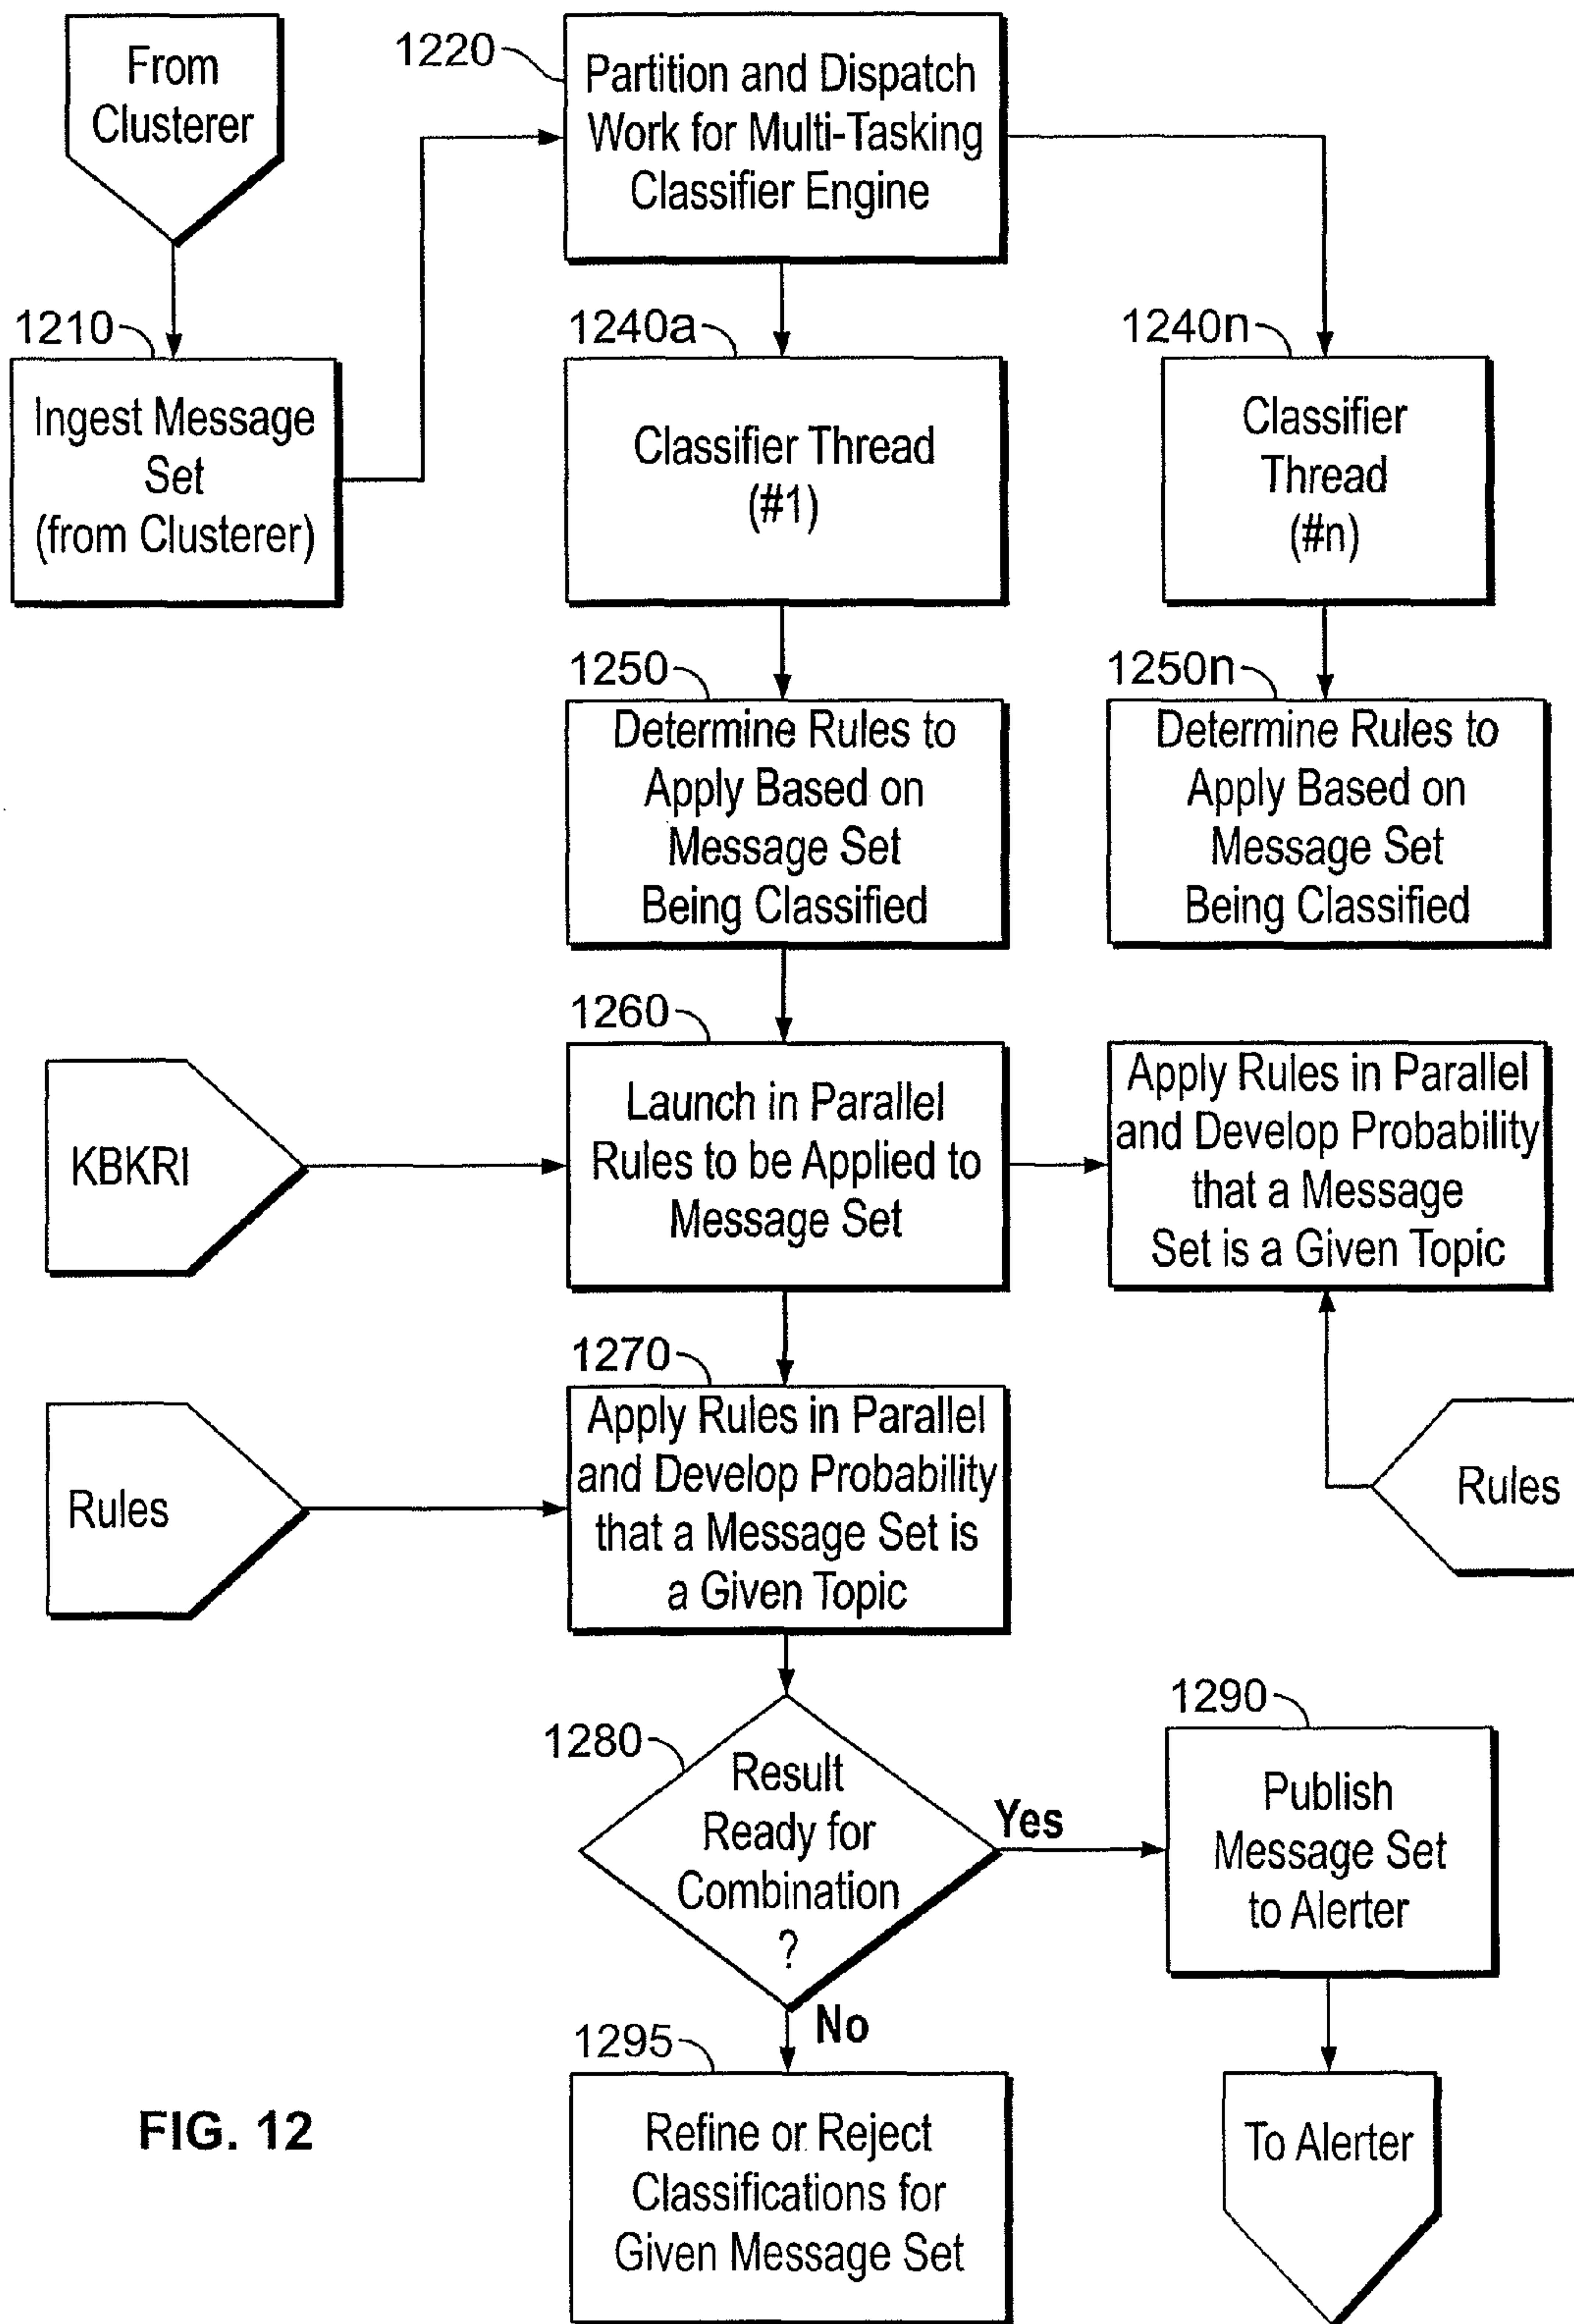 From
Clusterer
1220
Partition and Dispatch
Work for Multi-Tasking
Classifier Engine
1210
Ingest Message
Set
(from Clusterer)
1240a
Classifier Thread
(#1)
1240n
Classifier
Thread
(#n)
1250
Determine Rules to
Apply Based on
Message Set
Being Classified
1250n
Determine Rules to
Apply Based on
Message Set
Being Classified
KBKRI
1260
Launch in Parallel
Rules to be Applied to
Message Set
Apply Rules in Parallel
and Develop Probability
that a Message
Set is a Given Topic
Rules
1270
Apply Rules in Parallel
and Develop Probability
that a Message Set is
a Given Topic
Rules
1280
Result
Ready for
Combination
?
Yes
1290
Publish
Message Set
to Alerter
No
1295
Refine or Reject
Classifications for
Given Message Set
To Alerter
FIG. 12